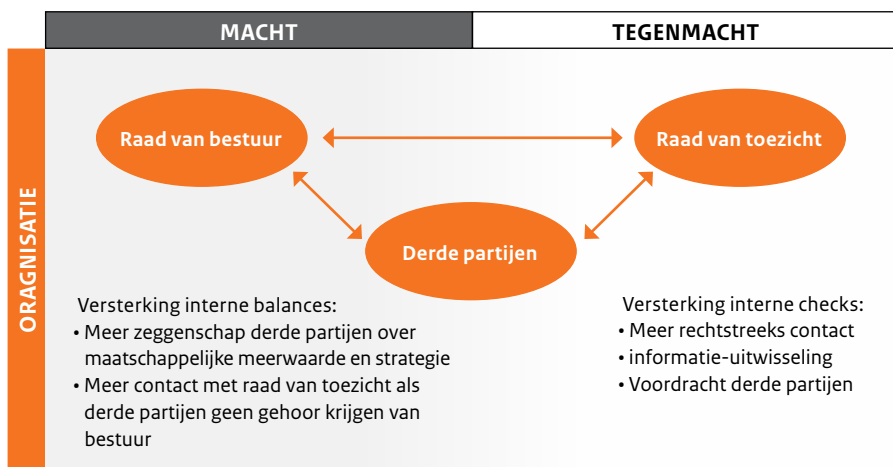 MACHT
TEGENMACHT
ORAGNISATIE
Raad van bestuur
Raad van toezicht
Derde partijen
Versterking interne balances:
• Meer zeggenschap derde partijen over
maatschappelijke meerwaarde en strategie
• Meer contact met raad van toezicht als
derde partijen geen gehoor krijgen van
bestuur
Versterking interne checks:
• Meer rechtstreeks contact
• informatie-uitwisseling
• Voordracht derde partijen